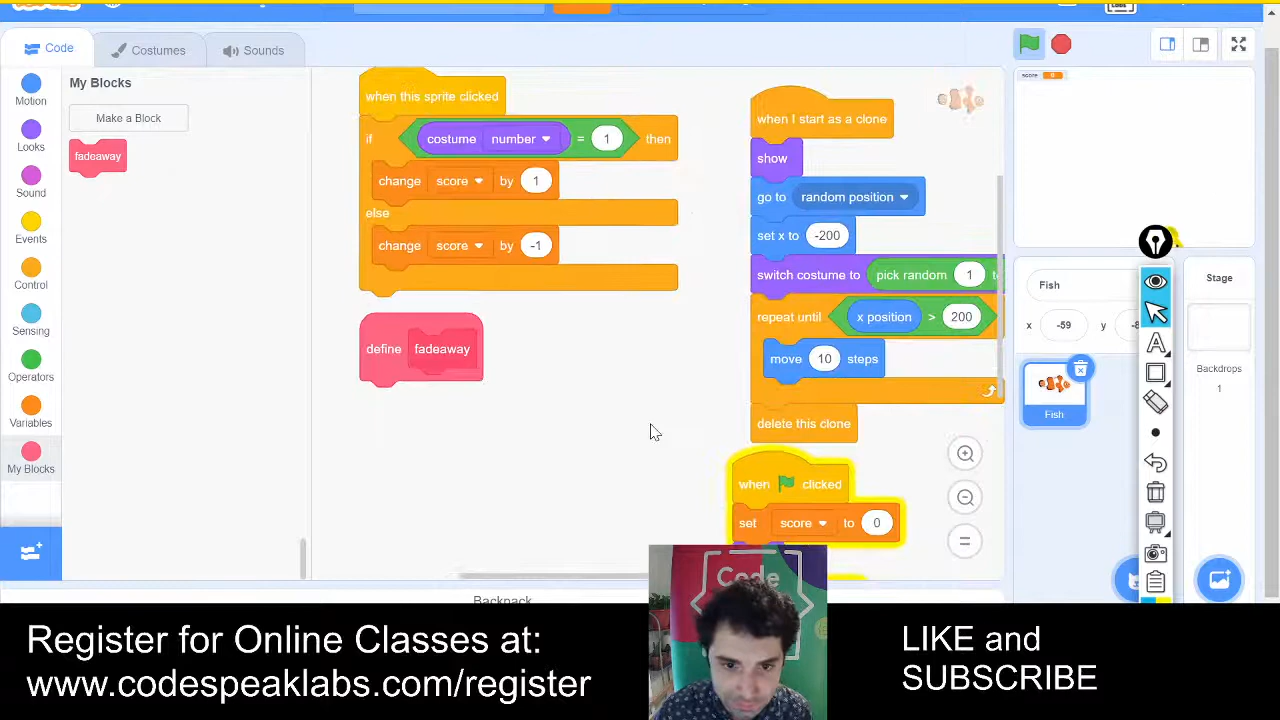 Code
Costumes
Sounds
My Blocks
Make a Block
fadeaway
Motion
Looks
Sound
Events
Control
Sensing
Operators
Variables
My Blocks
when this sprite clicked
if costume number = 1 then
change score by 1
else
change score by -1
define fadeaway
when I start as a clone
show
go to random position
set x to -200
switch costume to pick random 1
repeat until x position > 200
move 10 steps
delete this clone
when clicked
set score to 0
score
Fish
x -59 y
Fish
Stage
Backdrops
1
Backpack
Code
Register for Online Classes at:
www.codespeaklabs.com/register
LIKE and
SUBSCRIBE